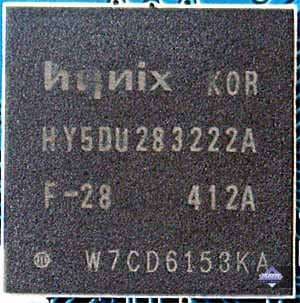 hynix KOR
HY5DU283222A
F-28 412A
W7CD6153KA